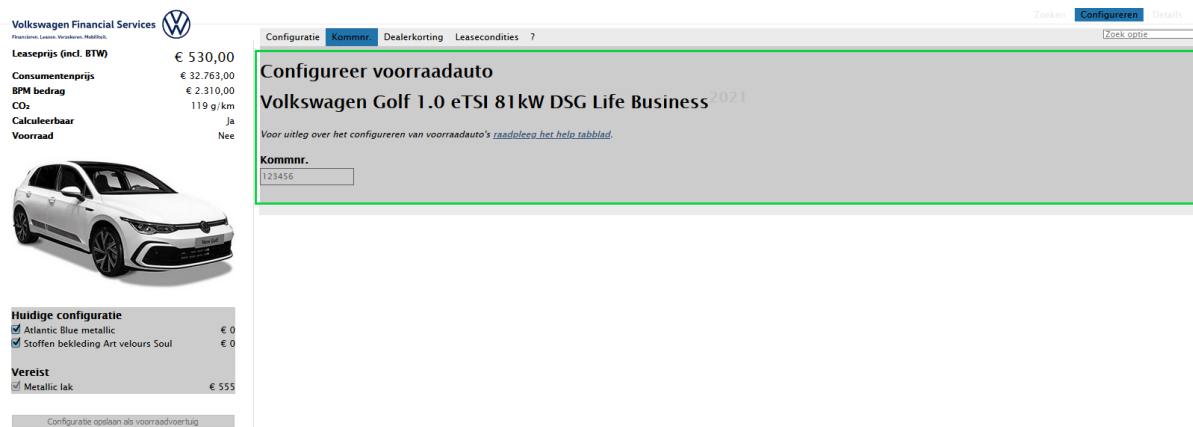 Volkswagen Financial Services
Financieren. Leasen. Verzekeren. Mobiliteit.
Zoeken Configureren Details
Configuratie Kommnr. Dealerkorting Leasecondities ?
Zoek optie
Leaseprijs (incl. BTW) € 530,00
Consumentenprijs € 32.763,00
BPM bedrag € 2.310,00
CO₂ 119 g/km
Calculeerbaar Ja
Voorraad Nee
Configureer voorraadauto
Volkswagen Golf 1.0 eTSI 81kW DSG Life Business 2021
Voor uitleg over het configureren van voorraadauto's raadpleeg het help tabblad.
Kommnr.
123456
New Golf
Huidige configuratie
Atlantic Blue metallic € 0
Stoffen bekleding Art velours Soul € 0
Vereist
Metallic lak € 555
Configuratie opslaan als voorraadvoertuig